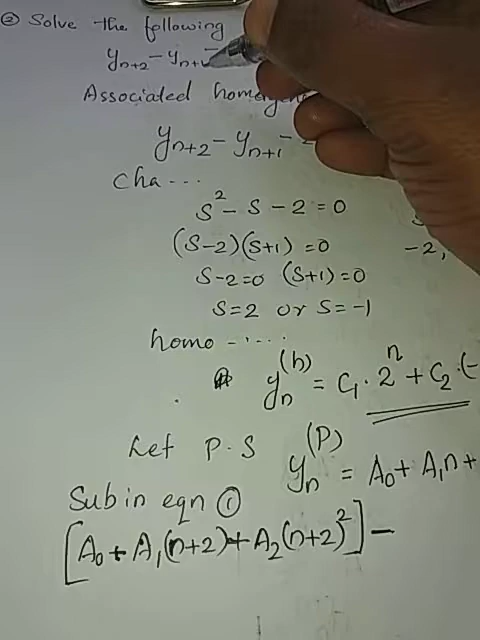 ② Solve the following
yₙ₊₂ - yₙ₊₁ -
Associated homogen
yₙ₊₂ - yₙ₊₁ -
cha ...
s² - s - 2 = 0
(s-2)(s+1) = 0
-2,
s-2=0 (s+1)=0
s=2 or s=-1
homo - ....
yₙ⁽ʰ⁾ = C₁ · 2ⁿ + C₂ · (-
Let P.S yₙ⁽ᴾ⁾ = A₀ + A₁n +
Sub in eqn ①
[A₀ + A₁(n+2) + A₂(n+2)²] -